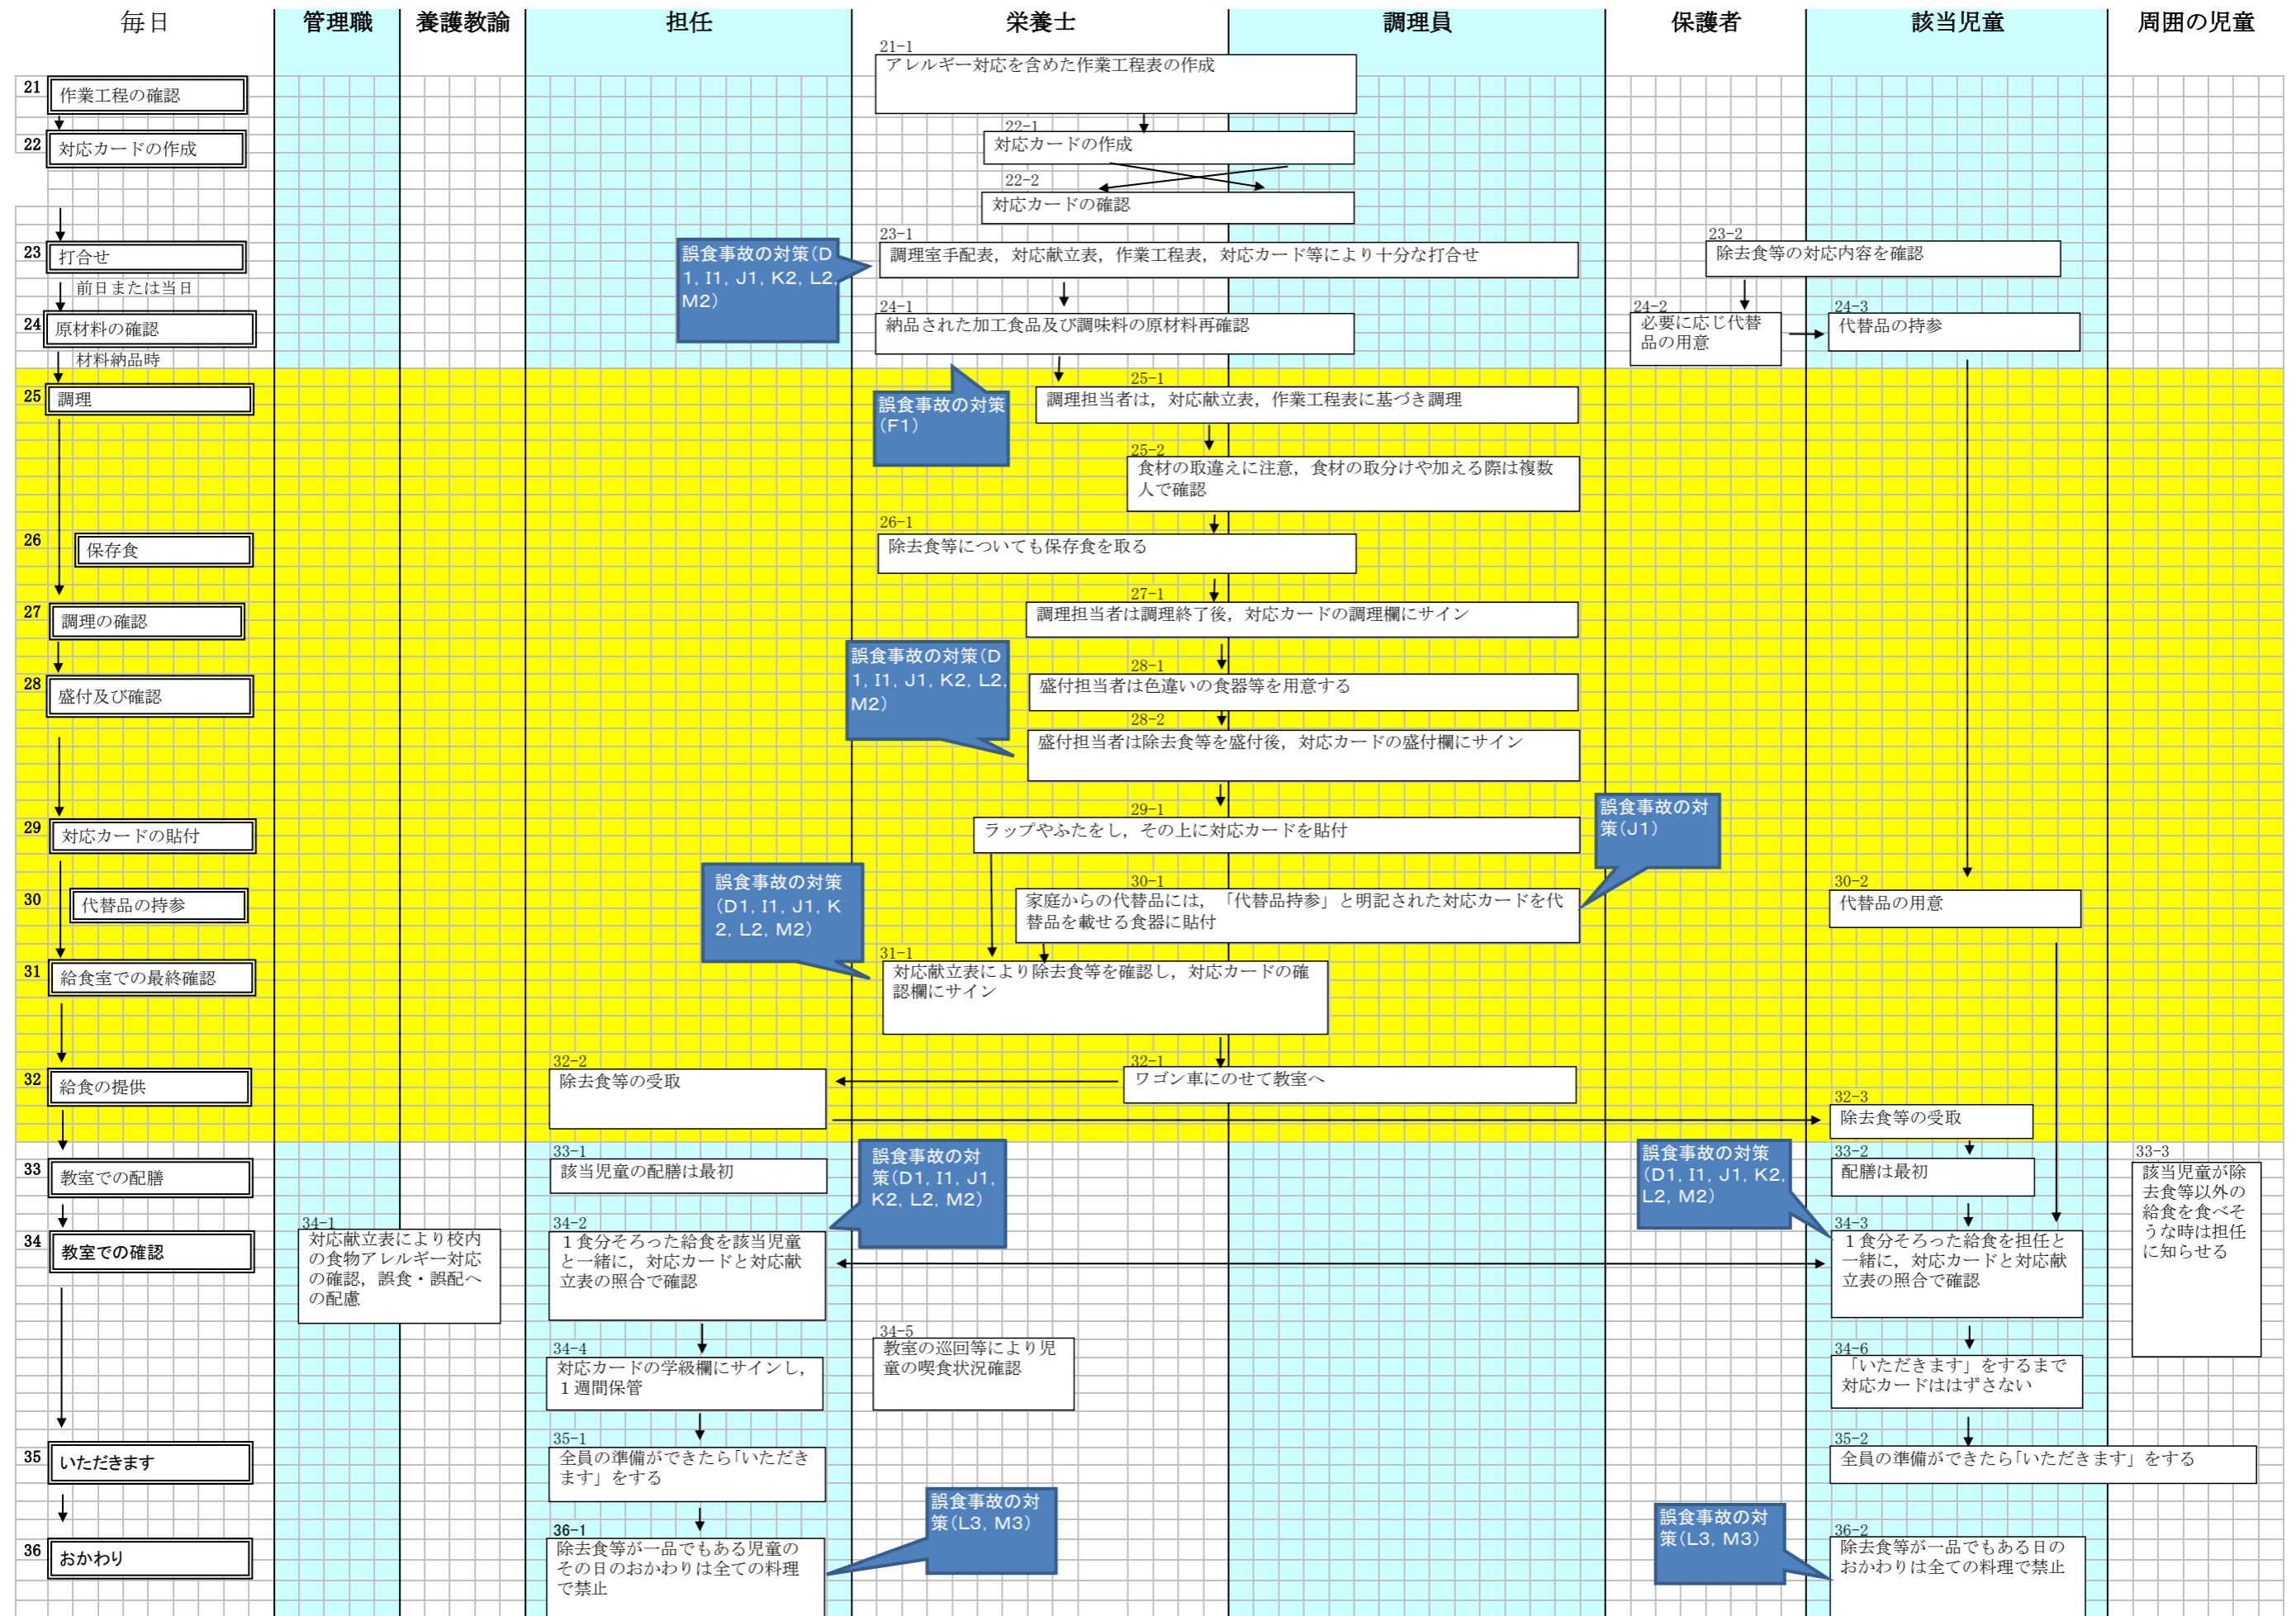 毎日
管理職
養護教諭
担任
栄養士
調理員
保護者
該当児童
周囲の児童
21
作業工程の確認
21-1
アレルギー対応を含めた作業工程表の作成
22
対応カードの作成
22-1
対応カードの作成
22-2
対応カードの確認
23
打合せ
前日または当日
誤食事故の対策(D
1, I1, J1, K2, L2,
M2)
23-1
調理室手配表，対応献立表，作業工程表，対応カード等により十分な打合せ
23-2
除去食等の対応内容を確認
24
原材料の確認
材料納品時
24-1
納品された加工食品及び調味料の原材料再確認
24-2
必要に応じ代替
品の用意
24-3
代替品の持参
25
調理
誤食事故の対策
(F1)
25-1
調理担当者は，対応献立表，作業工程表に基づき調理
25-2
食材の取違えに注意，食材の取分けや加える際は複数
人で確認
26
保存食
26-1
除去食等についても保存食を取る
27
調理の確認
27-1
調理担当者は調理終了後，対応カードの調理欄にサイン
28
盛付及び確認
誤食事故の対策(D
1, I1, J1, K2, L2,
M2)
28-1
盛付担当者は色違いの食器等を用意する
28-2
盛付担当者は除去食等を盛付後，対応カードの盛付欄にサイン
29
対応カードの貼付
29-1
ラップやふたをし，その上に対応カードを貼付
誤食事故の対
策(J1)
30
代替品の持参
誤食事故の対策
(D1, I1, J1, K
2, L2, M2)
30-1
家庭からの代替品には，「代替品持参」と明記された対応カードを代
替品を載せる食器に貼付
30-2
代替品の用意
31
給食室での最終確認
31-1
対応献立表により除去食等を確認し，対応カードの確
認欄にサイン
32
給食の提供
32-2
除去食等の受取
32-1
ワゴン車にのせて教室へ
32-3
除去食等の受取
33
教室での配膳
33-1
該当児童の配膳は最初
誤食事故の対
策(D1, I1, J1,
K2, L2, M2)
誤食事故の対策
(D1, I1, J1, K2,
L2, M2)
33-2
配膳は最初
33-3
該当児童が除
去食等以外の
給食を食べそ
うな時は担任
に知らせる
34
教室での確認
34-1
対応献立表により校内
の食物アレルギー対応
の確認，誤食・誤配へ
の配慮
34-2
１食分そろった給食を該当児童
と一緒に，対応カードと対応献
立表の照合で確認
34-3
１食分そろった給食を担任と
一緒に，対応カードと対応献
立表の照合で確認
34-4
対応カードの学級欄にサインし，
１週間保管
34-5
教室の巡回等により児
童の喫食状況確認
34-6
「いただきます」をするまで
対応カードははずさない
35
いただきます
35-1
全員の準備ができたら「いただき
ます」をする
35-2
全員の準備ができたら「いただきます」をする
36
おかわり
36-1
除去食等が一品でもある児童の
その日のおかわりは全ての料理
で禁止
誤食事故の対
策(L3, M3)
誤食事故の対
策(L3, M3)
36-2
除去食等が一品でもある日の
おかわりは全ての料理で禁止